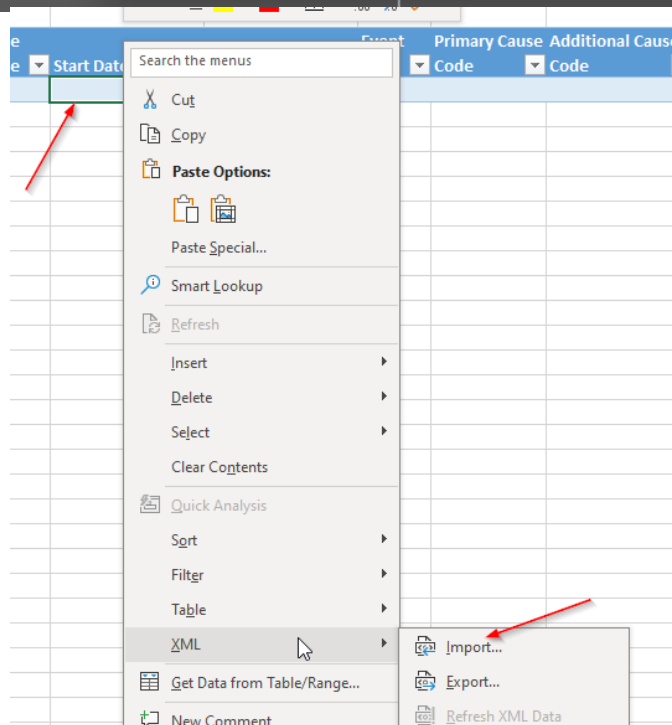 .00
e Event Primary Cause Additional Cause
e Start Date Code Code
Search the menus
Cut
Copy
Paste Options:
Paste Special...
Smart Lookup
Refresh
Insert
Delete
Select
Clear Contents
Quick Analysis
Sort
Filter
Table
XML
Import...
Get Data from Table/Range...
Export...
New Comment
Refresh XML Data